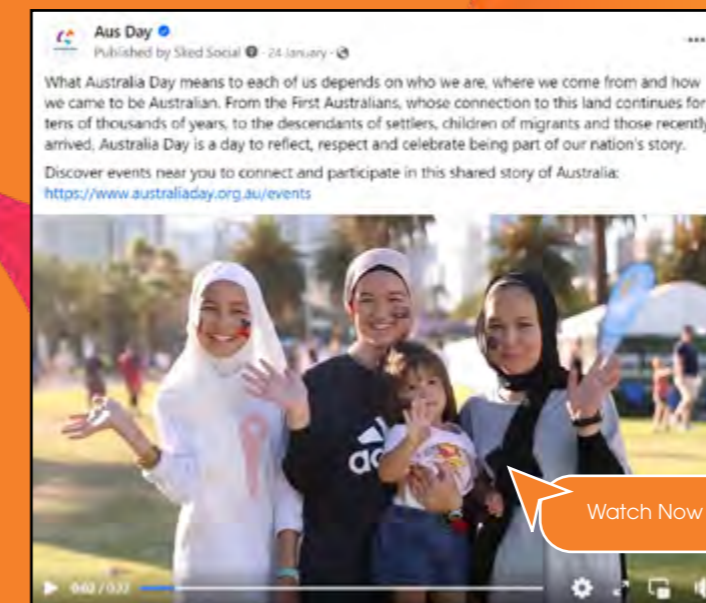 Aus Day
Published by Sked Social · 24 January ·
What Australia Day means to each of us depends on who we are, where we come from and how
we came to be Australian. From the First Australians, whose connection to this land continues for
tens of thousands of years, to the descendants of settlers, children of migrants and those recently
arrived, Australia Day is a day to reflect, respect and celebrate being part of our nation's story.
Discover events near you to connect and participate in this shared story of Australia:
https://www.australiaday.org.au/events
Watch Now